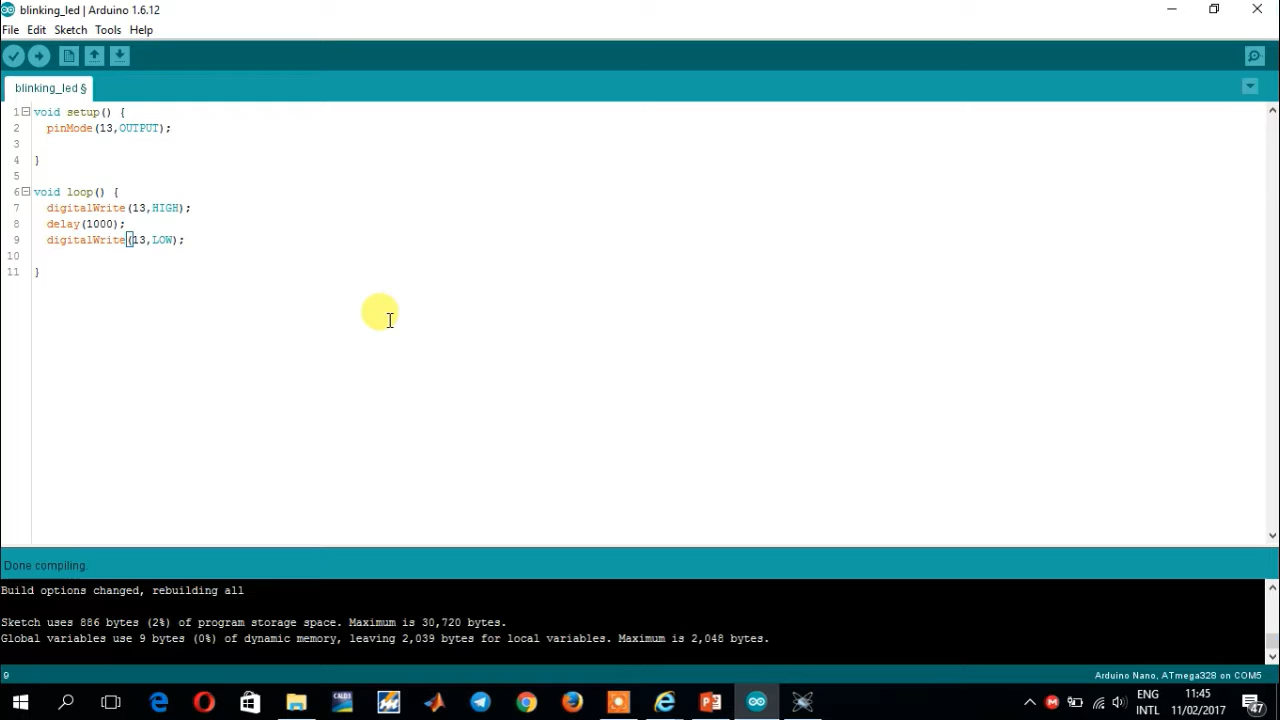 blinking_led | Arduino 1.6.12
File Edit Sketch Tools Help
blinking_led §
1 void setup() {
2 pinMode(13,OUTPUT);
3
4 }
5
6 void loop() {
7 digitalWrite(13,HIGH);
8 delay(1000);
9 digitalWrite(13,LOW);
10
11 }
Done compiling.
Build options changed, rebuilding all
Sketch uses 886 bytes (2%) of program storage space. Maximum is 30,720 bytes.
Global variables use 9 bytes (0%) of dynamic memory, leaving 2,039 bytes for local variables. Maximum is 2,048 bytes.
9 Arduino Nano, ATmega328 on COM5
ENG 11:45
INTL 11/02/2017 47